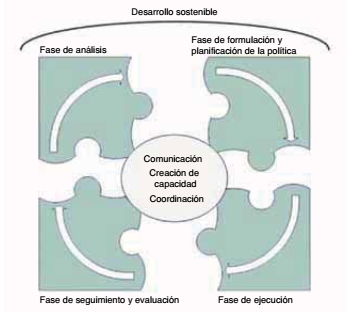 Desarrollo sostenible
Fase de análisis
Fase de formulación y
planificación de la política
Comunicación
Creación de
capacidad
Coordinación
Fase de seguimiento y evaluación
Fase de ejecución